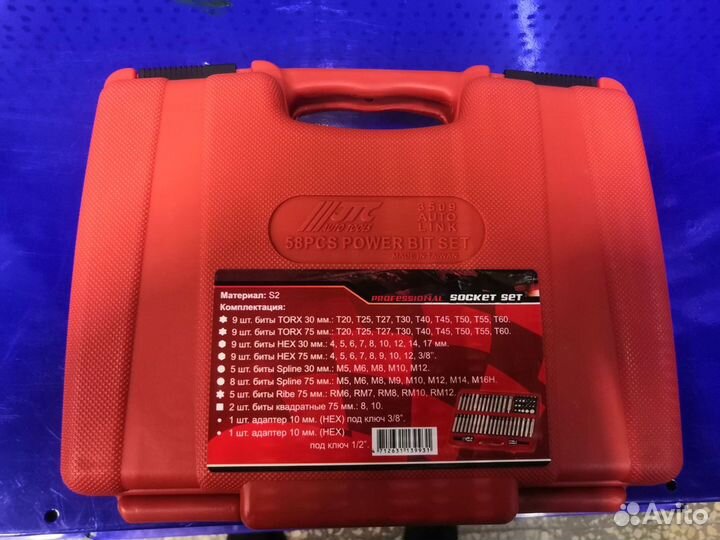 JTC
AUTO TOOLS
3509
AUTO
LINK
58PCS POWER BIT SET
MADE IN TAIWAN
PROFESSIONAL SOCKET SET
Материал: S2
Комплектация:
9 шт. биты TORX 30 мм.: T20, T25, T27, T30, T40, T45, T50, T55, T60.
9 шт. биты TORX 75 мм.: T20, T25, T27, T30, T40, T45, T50, T55, T60.
9 шт. биты HEX 30 мм.: 4, 5, 6, 7, 8, 10, 12, 14, 17 мм.
9 шт. биты HEX 75 мм.: 4, 5, 6, 7, 8, 9, 10, 12, 3/8".
5 шт. биты Spline 30 мм.: M5, M6, M8, M10, M12.
8 шт. биты Spline 75 мм.: M5, M6, M8, M9, M10, M12, M14, M16H.
5 шт. биты Ribe 75 мм.: RM6, RM7, RM8, RM10, RM12.
2 шт. биты квадратные 75 мм.: 8, 10.
1 шт. адаптер 10 мм. (HEX) под ключ 3/8".
1 шт. адаптер 10 мм. (HEX)
под ключ 1/2".
4 712631 139931
Avito